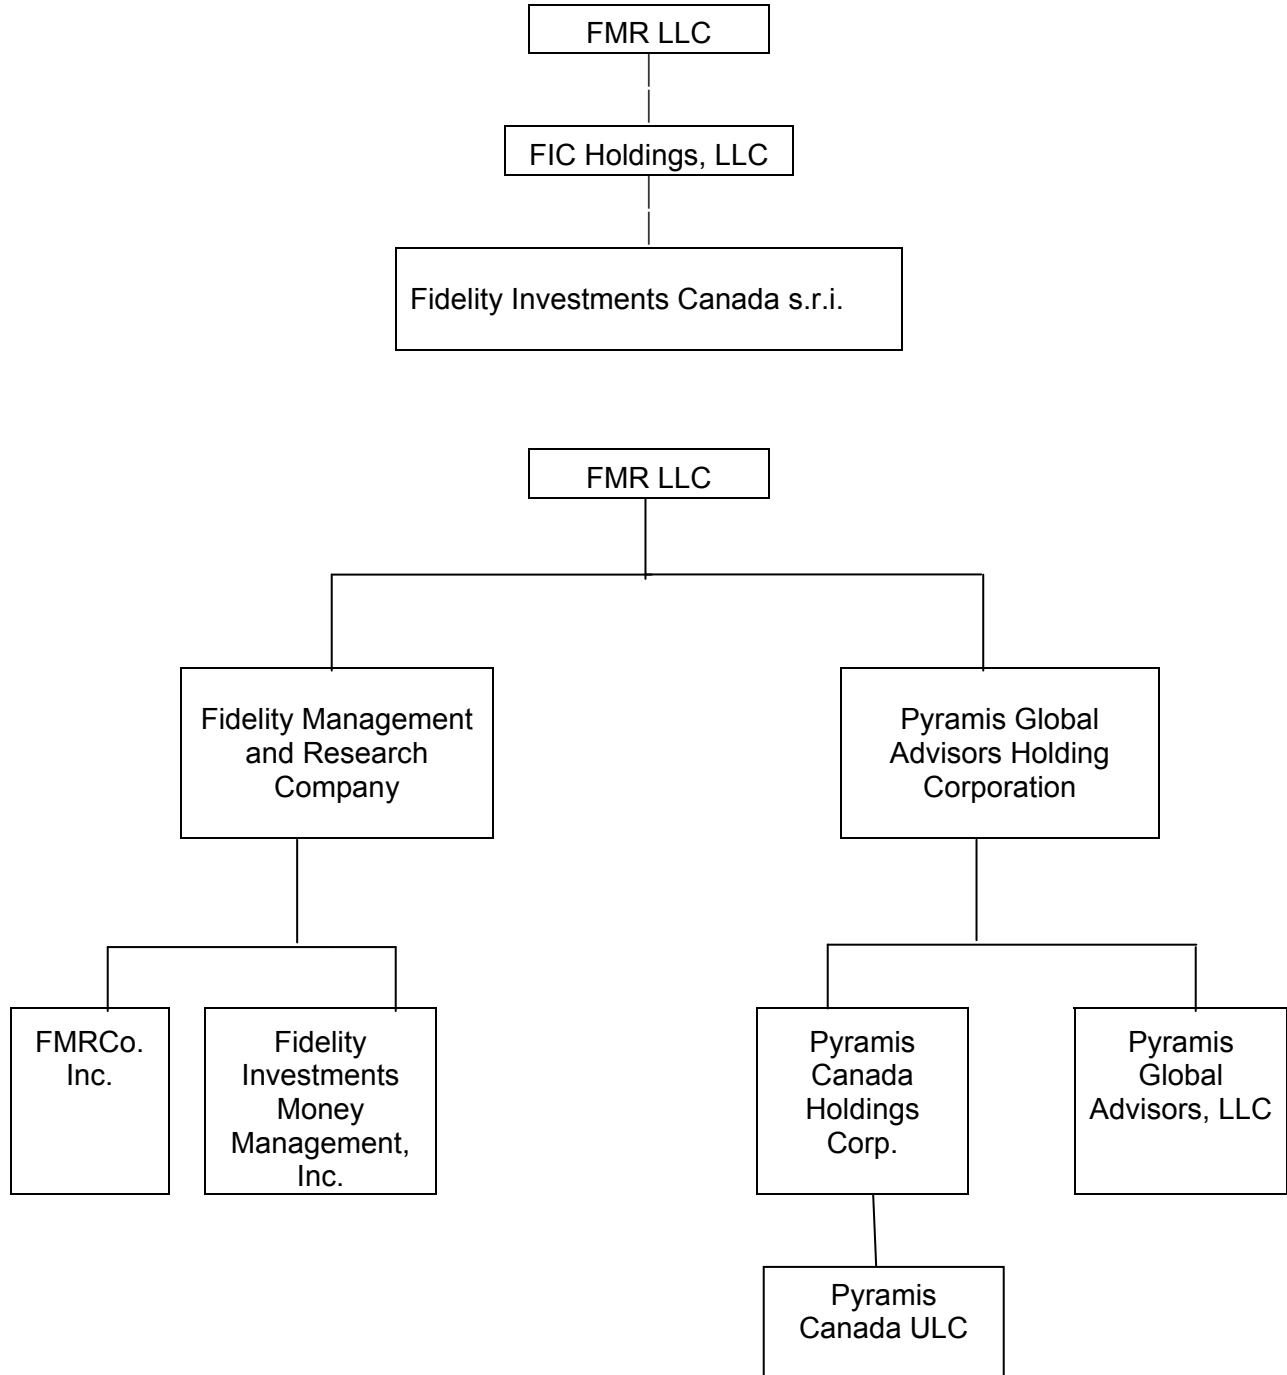 FMR LLC
FIC Holdings, LLC
Fidelity Investments Canada s.r.i.
FMR LLC
Fidelity Management
and Research
Company
Pyramis Global
Advisors Holding
Corporation
FMRCo.
Inc.
Fidelity
Investments
Money
Management,
Inc.
Pyramis
Canada
Holdings
Corp.
Pyramis
Global
Advisors, LLC
Pyramis
Canada ULC